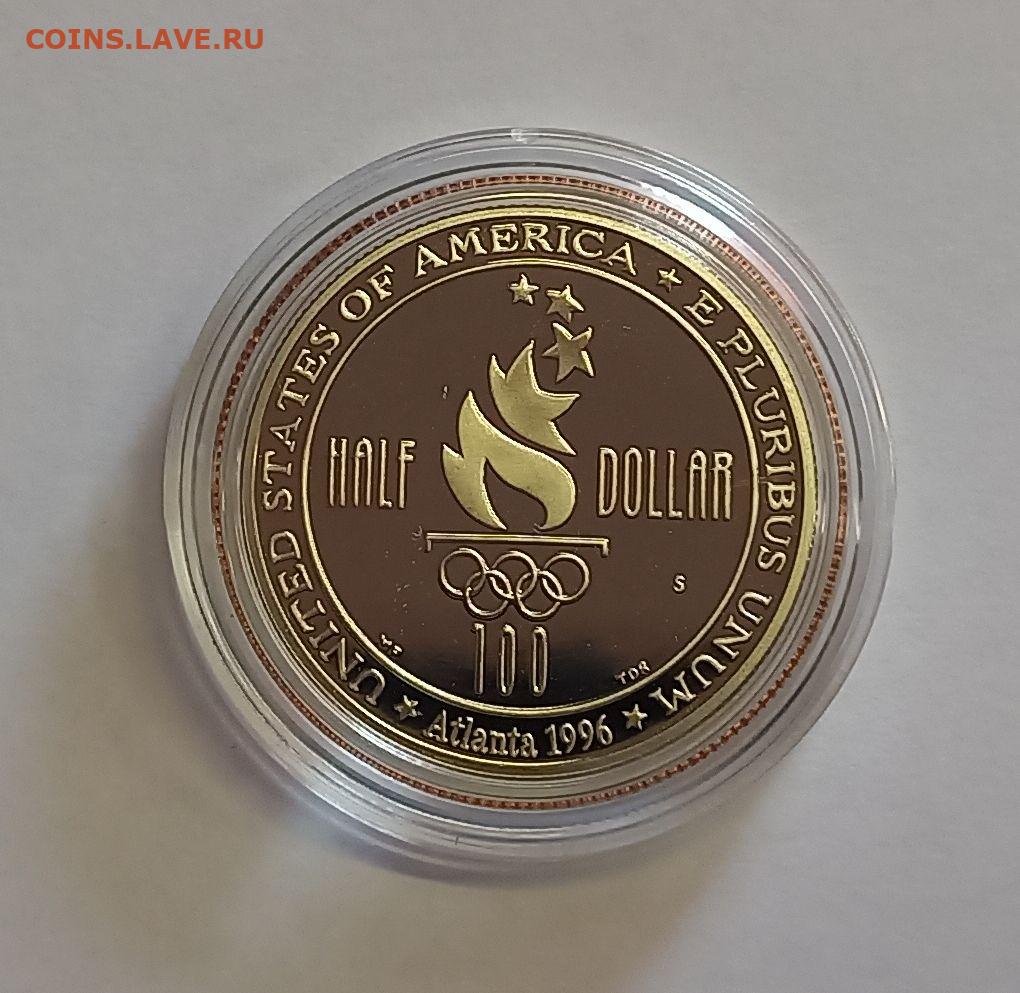 COINS.LAVE.RU
UNITED STATES OF AMERICA ★ E PLURIBUS UNUM ★ Atlanta 1996 ★
HALF DOLLAR
S
100
TDR